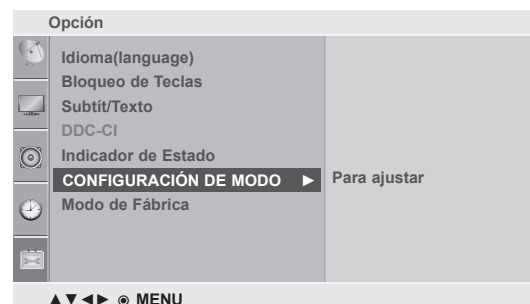 Opción
Idioma(language)
Bloqueo de Teclas
Subtít/Texto
DDC-CI
Indicador de Estado
CONFIGURACIÓN DE MODO ▶ Para ajustar
Modo de Fábrica
▲▼◀▶ ◉ MENU